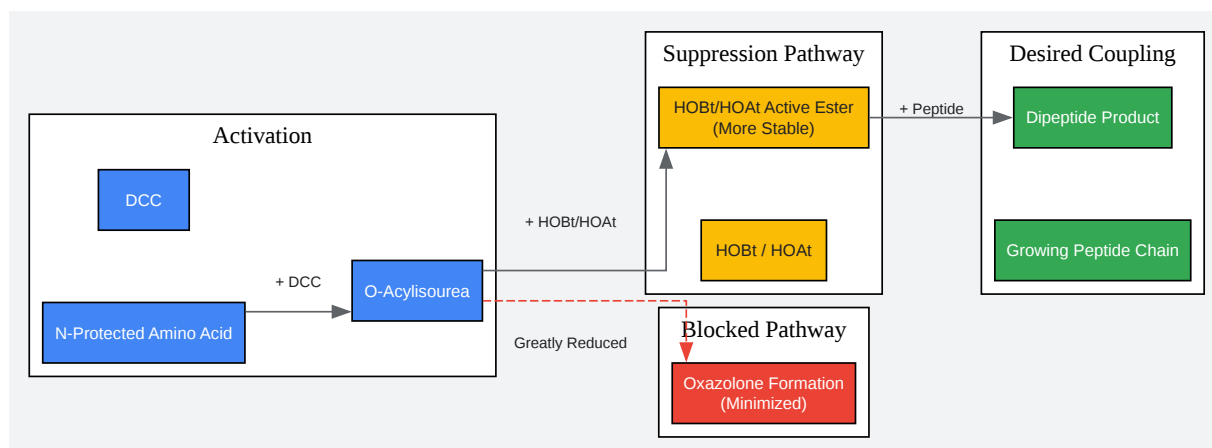 Activation
DCC
N-Protected Amino Acid
+ DCC
O-Acylisourea
+ HOBt/HOAt
Greatly Reduced
Suppression Pathway
HOBt/HOAt Active Ester
(More Stable)
HOBt / HOAt
Blocked Pathway
Oxazolone Formation
(Minimized)
+ Peptide
Desired Coupling
Dipeptide Product
Growing Peptide Chain